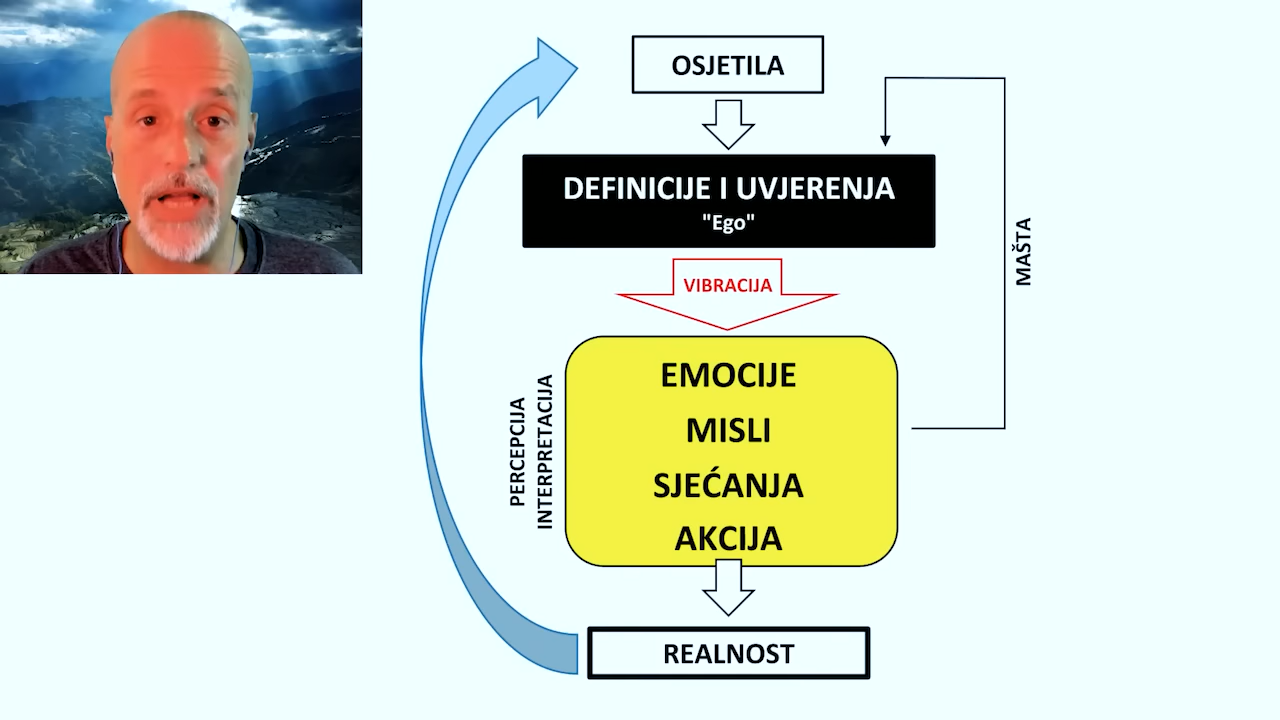 OSJETILA
DEFINICIJE I UVJERENJA
"Ego"
VIBRACIJA
MAŠTA
PERCEPCIJA
INTERPRETACIJA
EMOCIJE
MISLI
SJEĆANJA
AKCIJA
REALNOST